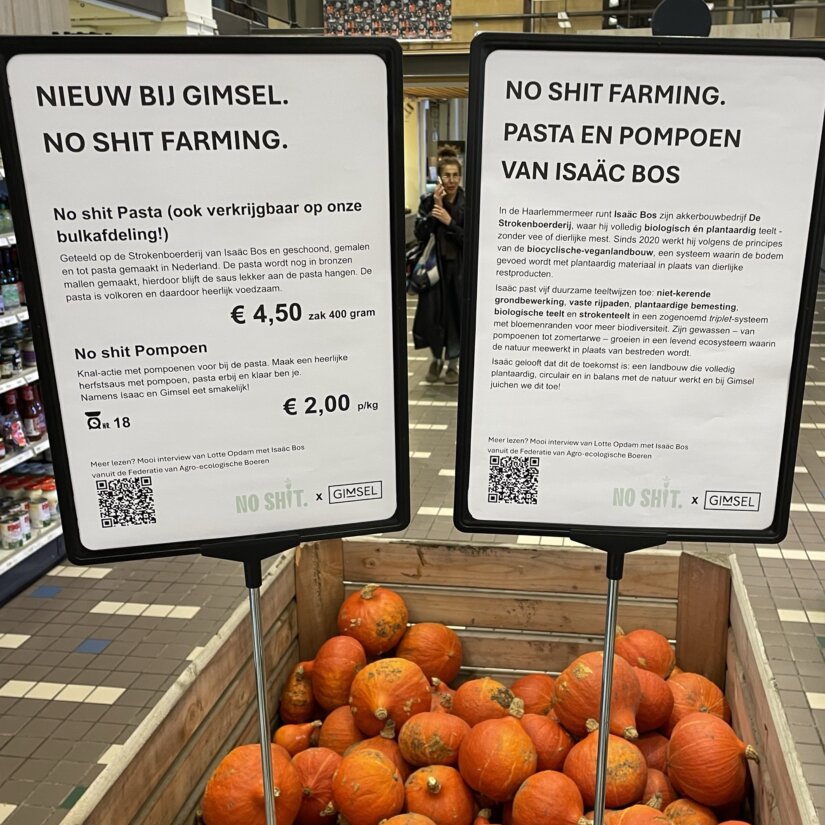 NIEUW BIJ GIMSEL.
NO SHIT FARMING.
No shit Pasta (ook verkrijgbaar op onze
bulkafdeling!)
Geteeld op de Strokenboerderij van Isaäc Bos en geschoond, gemalen
en tot pasta gemaakt in Nederland. De pasta wordt nog in bronzen
mallen gemaakt, hierdoor blijft de saus lekker aan de pasta hangen. De
pasta is volkoren en daardoor heerlijk voedzaam.
€ 4,50 zak 400 gram
No shit Pompoen
Knal-actie met pompoenen voor bij de pasta. Maak een heerlijke
herfstsaus met pompoen, pasta erbij en klaar ben je.
Namens Isaac en Gimsel eet smakelijk!
€ 2,00 p/kg
NR 18
Meer lezen? Mooi interview van Lotte Opdam met Isaäc Bos
vanuit de Federatie van Agro-ecologische Boeren
NO SHIT. x GIMSEL
NO SHIT FARMING.
PASTA EN POMPOEN
VAN ISAÄC BOS
In de Haarlemmermeer runt Isaäc Bos zijn akkerbouwbedrijf De
Strokenboerderij, waar hij volledig biologisch én plantaardig teelt -
zonder vee of dierlijke mest. Sinds 2020 werkt hij volgens de principes
van de biocyclische-veganlandbouw, een systeem waarin de bodem
gevoed wordt met plantaardig materiaal in plaats van dierlijke
restproducten.
Isaäc past vijf duurzame teeltwijzen toe: niet-kerende
grondbewerking, vaste rijpaden, plantaardige bemesting,
biologische teelt en strokenteelt in een zogenoemd triplet-systeem
met bloemenranden voor meer biodiversiteit. Zijn gewassen – van
pompoenen tot zomertarwe – groeien in een levend ecosysteem waarin
de natuur meewerkt in plaats van bestreden wordt.
Isaäc gelooft dat dit de toekomst is: een landbouw die volledig
plantaardig, circulair en in balans met de natuur werkt en bij Gimsel
juichen we dit toe!
Meer lezen? Mooi interview van Lotte Opdam met Isaäc Bos
vanuit de Federatie van Agro-ecologische Boeren
NO SHIT. x GIMSEL